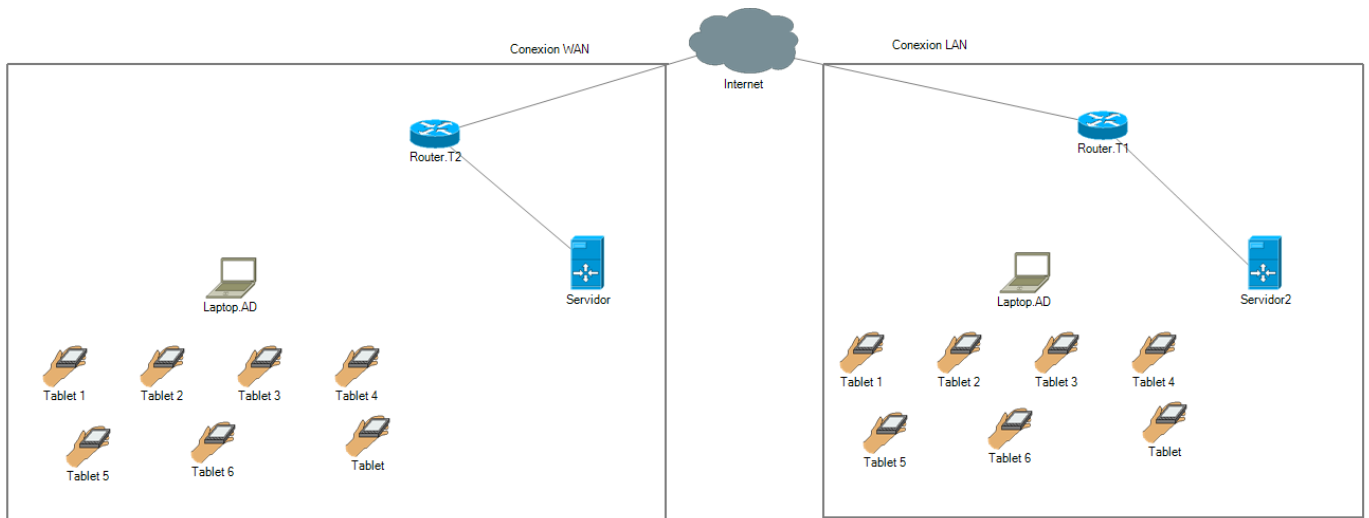 Conexion WAN
Internet
Conexion LAN
Router.T2
Servidor
Laptop.AD
Tablet 1
Tablet 2
Tablet 3
Tablet 4
Tablet 5
Tablet 6
Tablet
Router.T1
Servidor2
Laptop.AD
Tablet 1
Tablet 2
Tablet 3
Tablet 4
Tablet 5
Tablet 6
Tablet